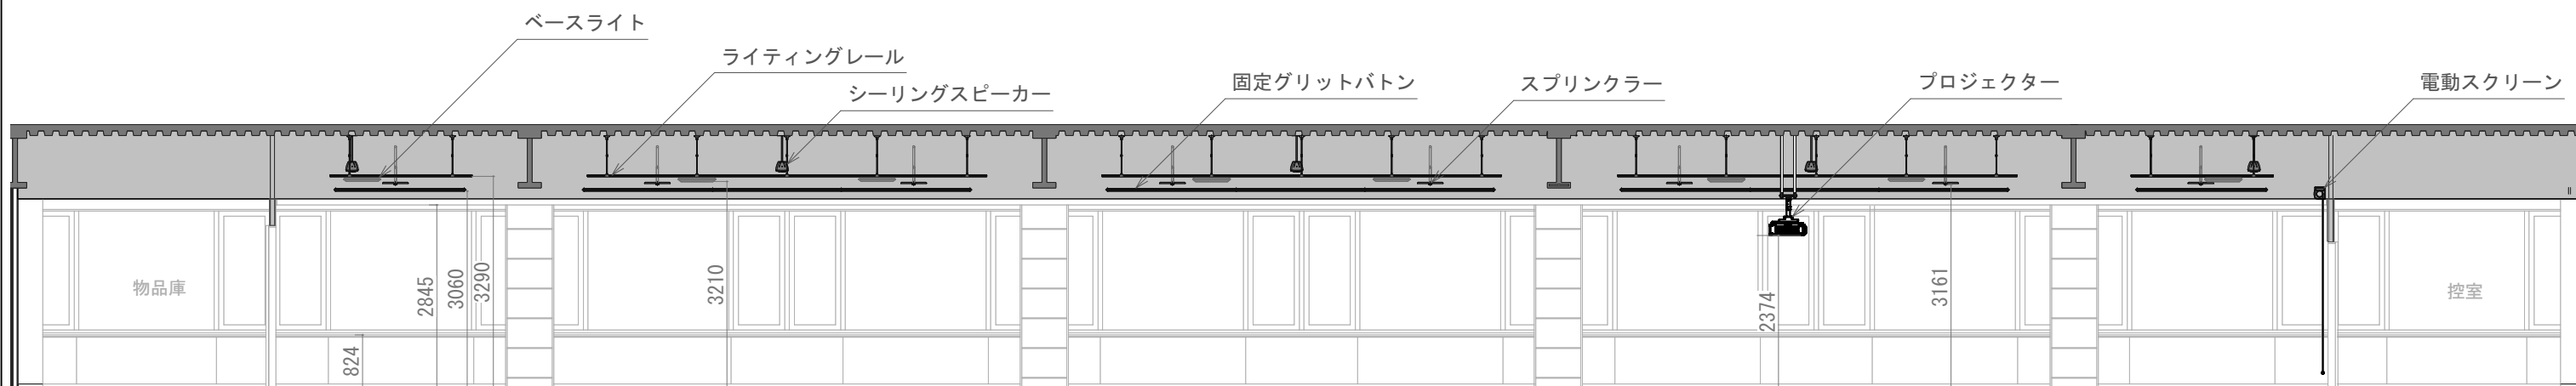 ベースライト
ライティングレール
シーリングスピーカー
固定グリットバトン
スプリンクラー
プロジェクター
電動スクリーン
物品庫
824
2845
3060
3290
3210
2374
3161
控室